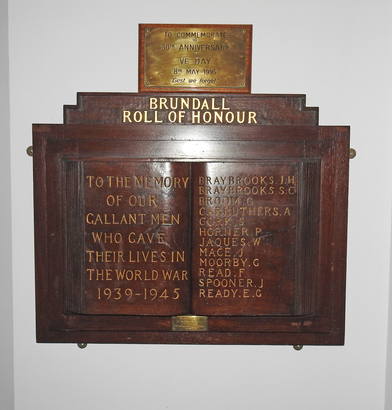 TO COMMEMORATE
50TH ANNIVERSARY
VE DAY
8TH MAY 1995
Lest we forget
BRUNDALL
ROLL OF HONOUR
TO THE MEMORY
OF OUR
GALLANT MEN
WHO GAVE
THEIR LIVES IN
THE WORLD WAR
1939-1945
BRAYBROOKS, J.H
BRAYBROOKS, S.G
BROOM, G
CARRUTHERS, A
HORNER, P
JAQUES, W
MACE, J
MOORBY, G
READ, F
SPOONER, J
READY, E.G